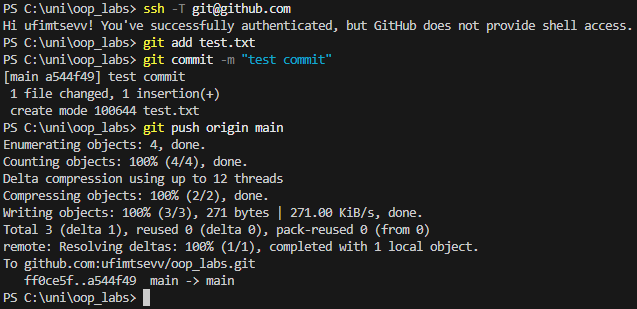 PS C:\uni\oop_labs> ssh -T git@github.com
Hi ufimtsevv! You've successfully authenticated, but GitHub does not provide shell access.
PS C:\uni\oop_labs> git add test.txt
PS C:\uni\oop_labs> git commit -m "test commit"
[main a544f49] test commit
 1 file changed, 1 insertion(+)
 create mode 100644 test.txt
PS C:\uni\oop_labs> git push origin main
Enumerating objects: 4, done.
Counting objects: 100% (4/4), done.
Delta compression using up to 12 threads
Compressing objects: 100% (2/2), done.
Writing objects: 100% (3/3), 271 bytes | 271.00 KiB/s, done.
Total 3 (delta 1), reused 0 (delta 0), pack-reused 0 (from 0)
remote: Resolving deltas: 100% (1/1), completed with 1 local object.
To github.com:ufimtsevv/oop_labs.git
   ff0ce5f..a544f49  main -> main
PS C:\uni\oop_labs>